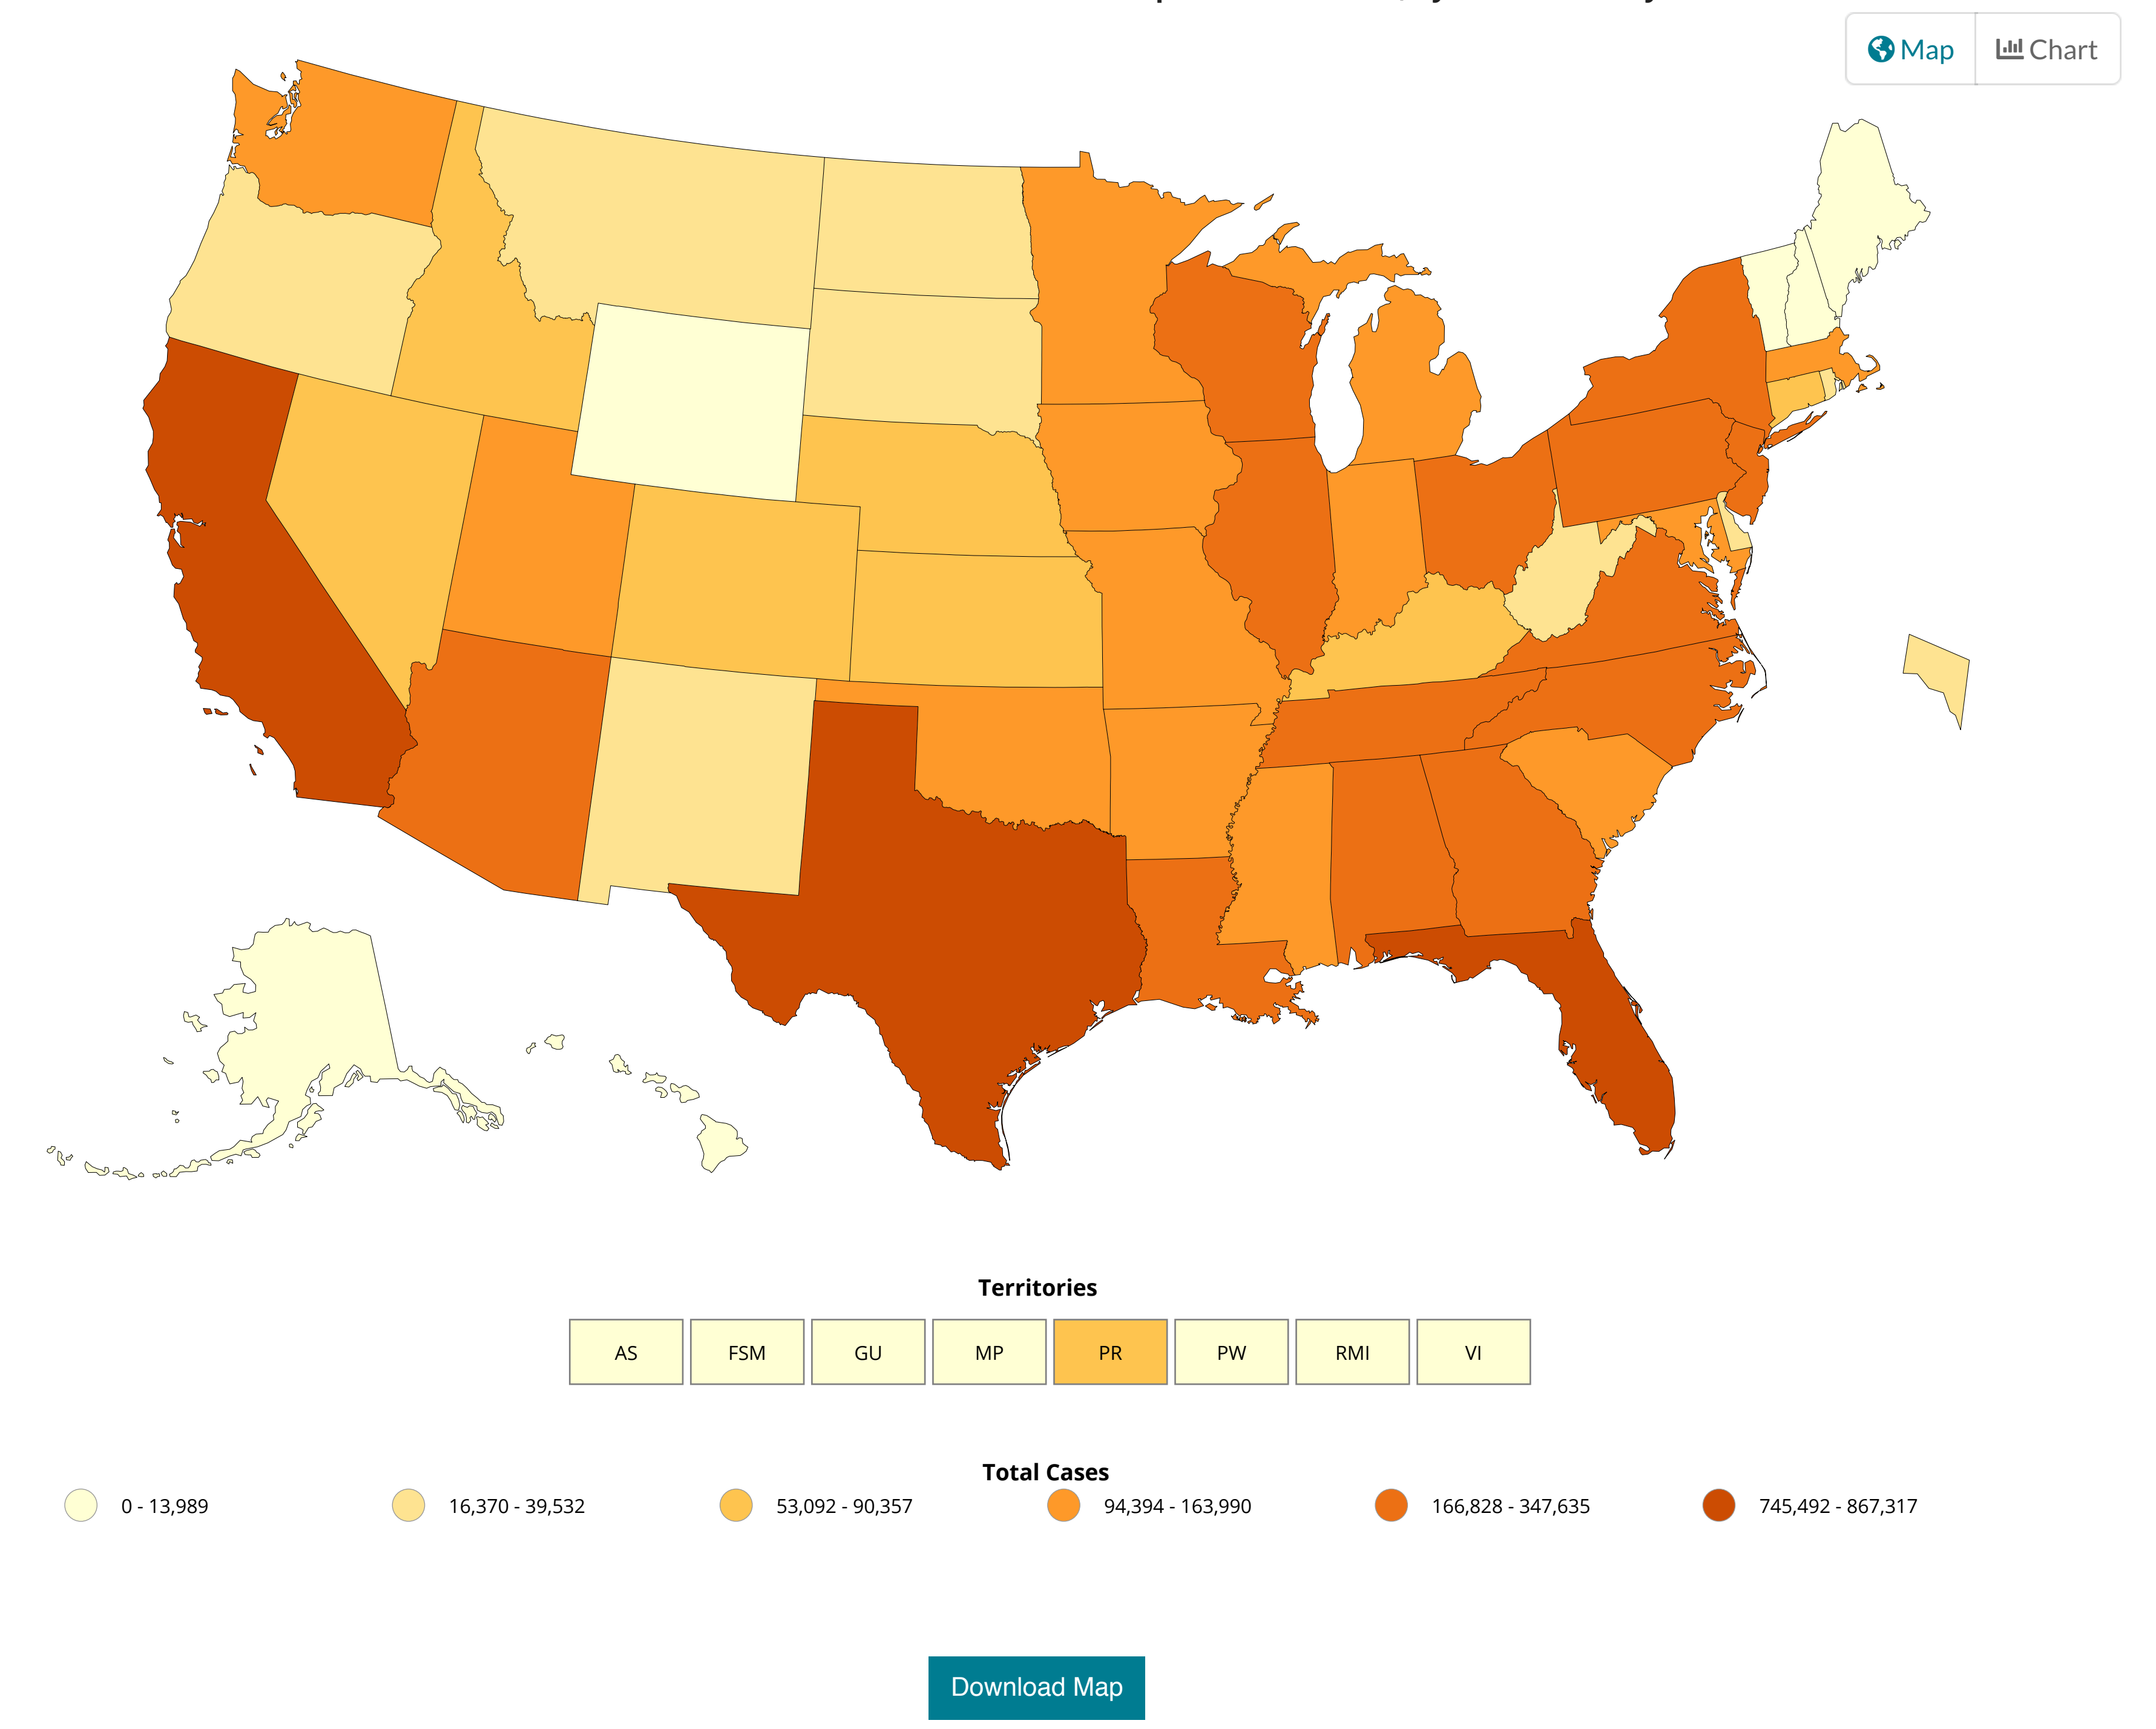 Map
Chart
Territories
AS
FSM
GU
MP
PR
PW
RMI
VI
Total Cases
0 - 13,989
16,370 - 39,532
53,092 - 90,357
94,394 - 163,990
166,828 - 347,635
745,492 - 867,317
Download Map